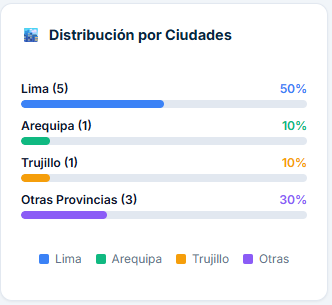 Distribución por Ciudades
Lima (5) 50%
Arequipa (1) 10%
Trujillo (1) 10%
Otras Provincias (3) 30%
Lima Arequipa Trujillo Otras